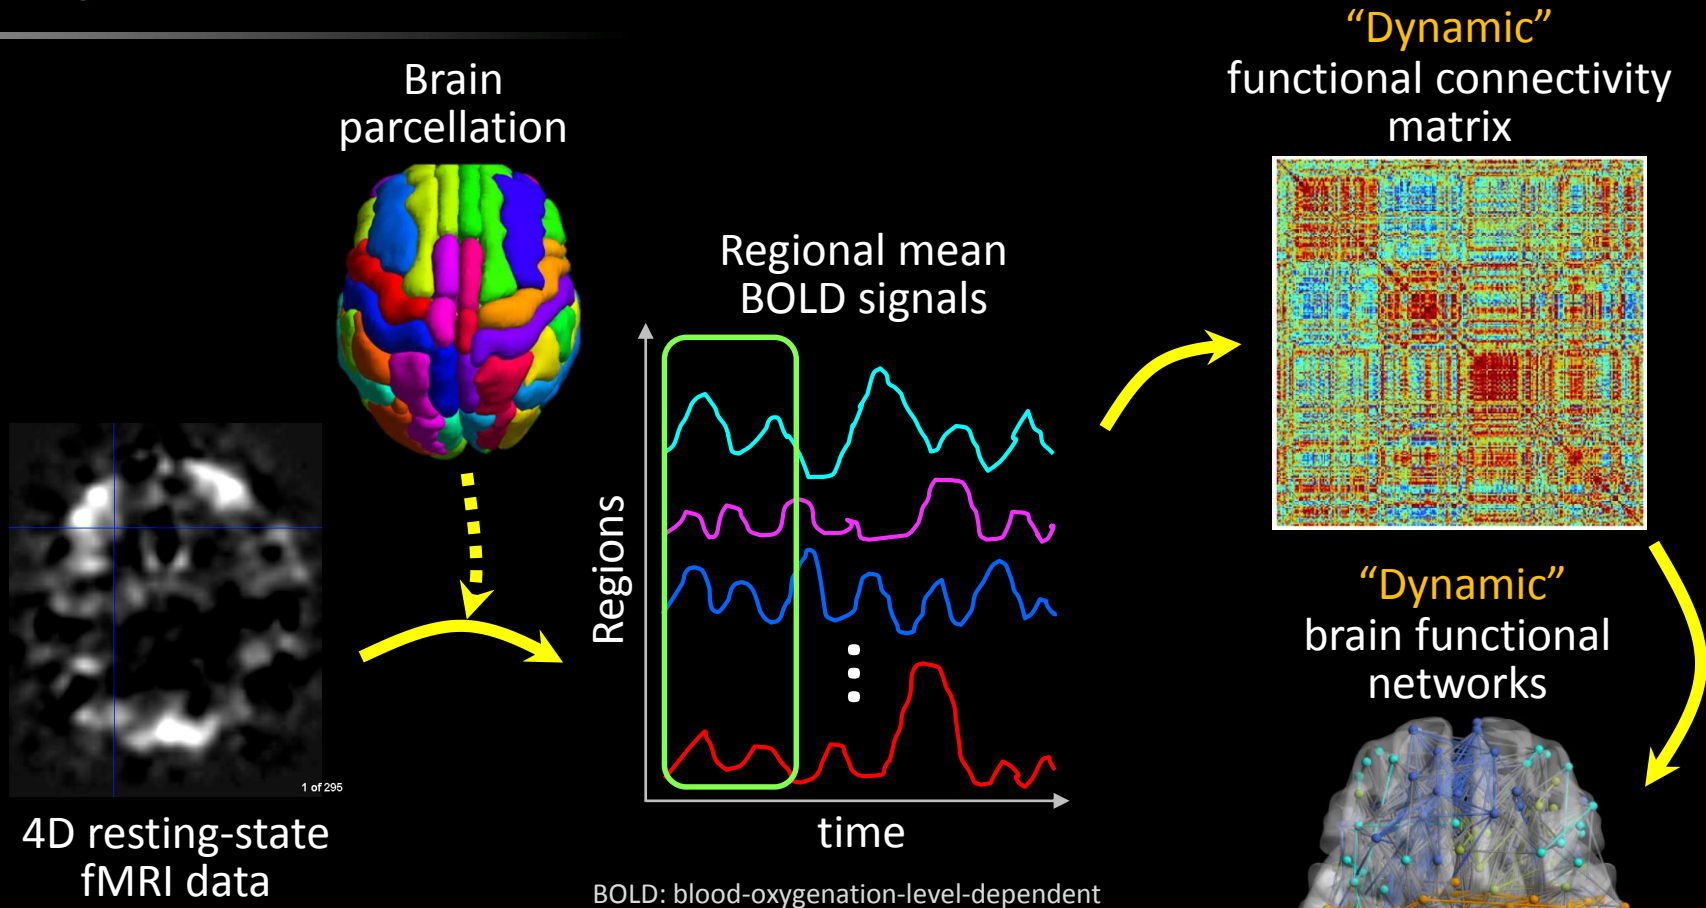 Brain
parcellation
1 of 295
4D resting-state
fMRI data
Regional mean
BOLD signals
Regions
time
BOLD: blood-oxygenation-level-dependent
“Dynamic”
functional connectivity
matrix
“Dynamic”
brain functional
networks